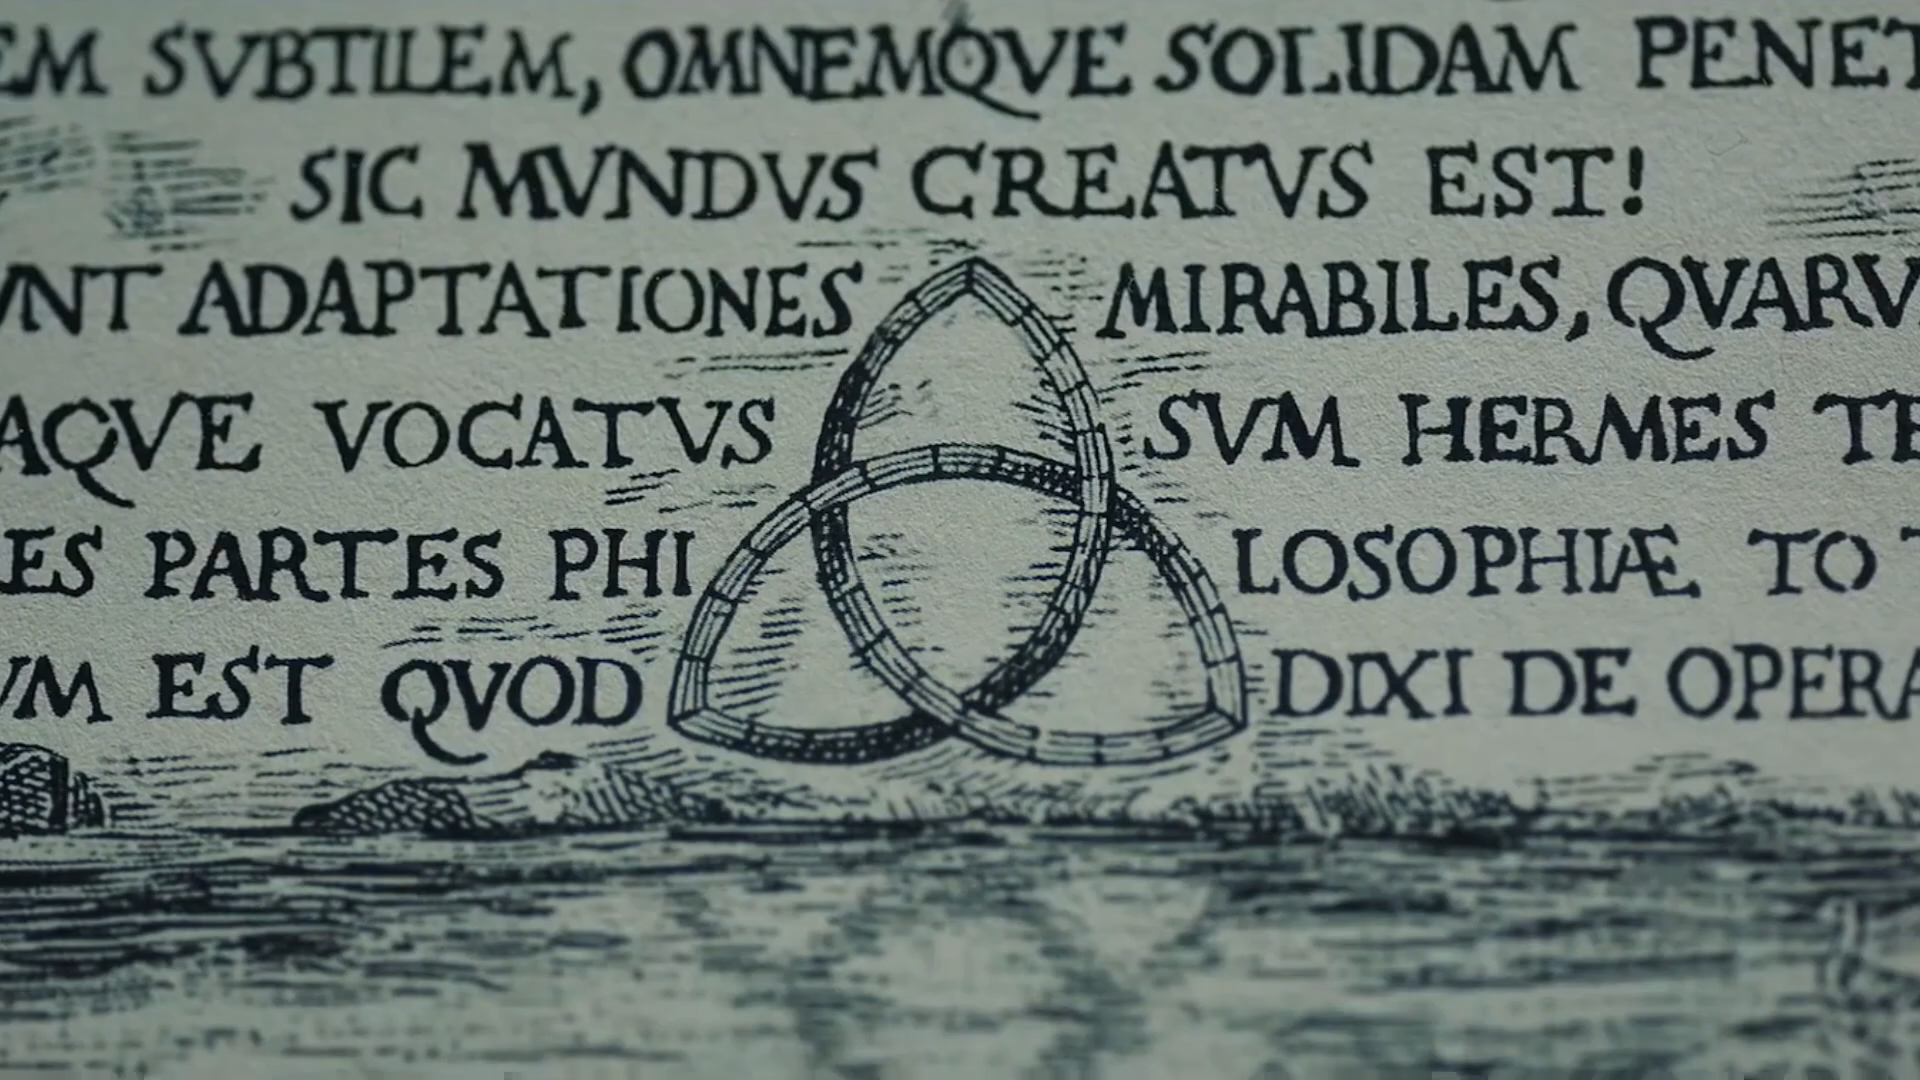 EM SVBTILEM, OMNEMQVE SOLIDAM PENET
SIC MVNDVS CREATVS EST!
VNT ADAPTATIONES MIRABILES, QVARV
AQVE VOCATVS SVM HERMES TE
ES PARTES PHI LOSOPHIÆ TO T
VM EST QVOD DIXI DE OPERA